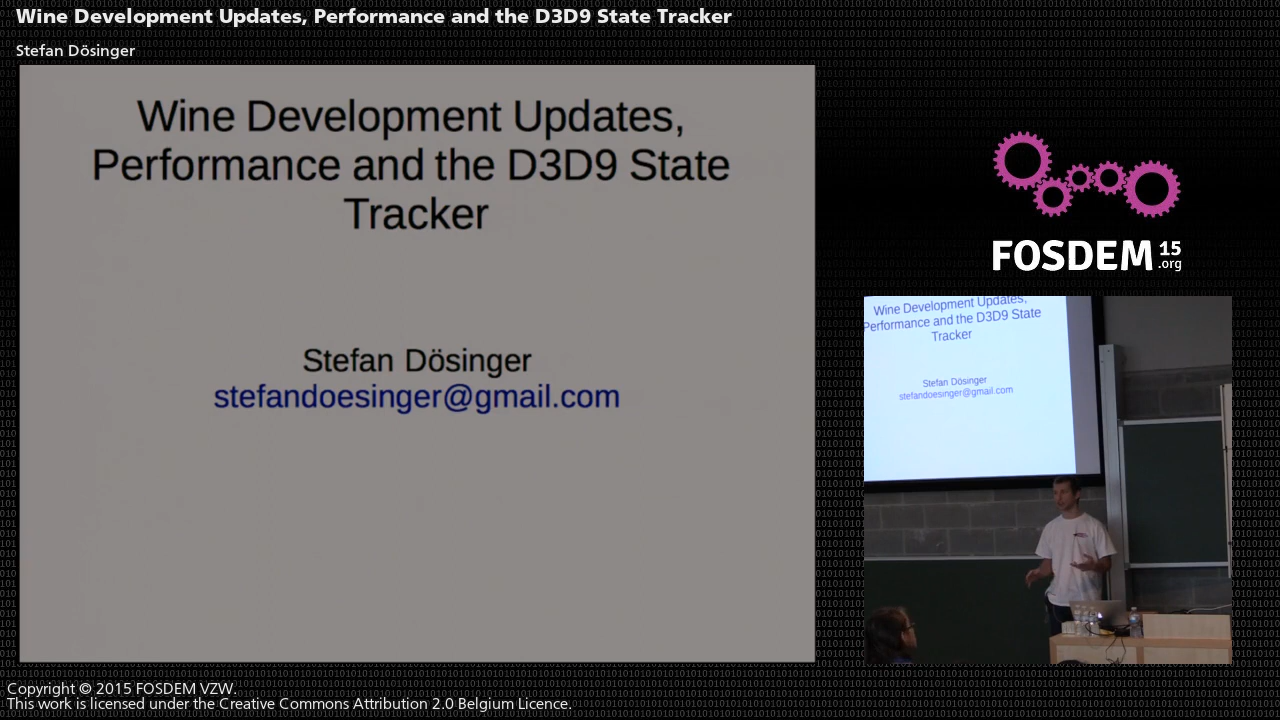 Wine Development Updates, Performance and the D3D9 State Tracker
Stefan Dösinger
Wine Development Updates,
Performance and the D3D9 State
Tracker
Stefan Dösinger
stefandoesinger@gmail.com
FOSDEM 15
.org
Wine Development Updates,
Performance and the D3D9 State
Tracker
Stefan Dösinger
stefandoesinger@gmail.com
Copyright © 2015 FOSDEM VZW.
This work is licensed under the Creative Commons Attribution 2.0 Belgium Licence.